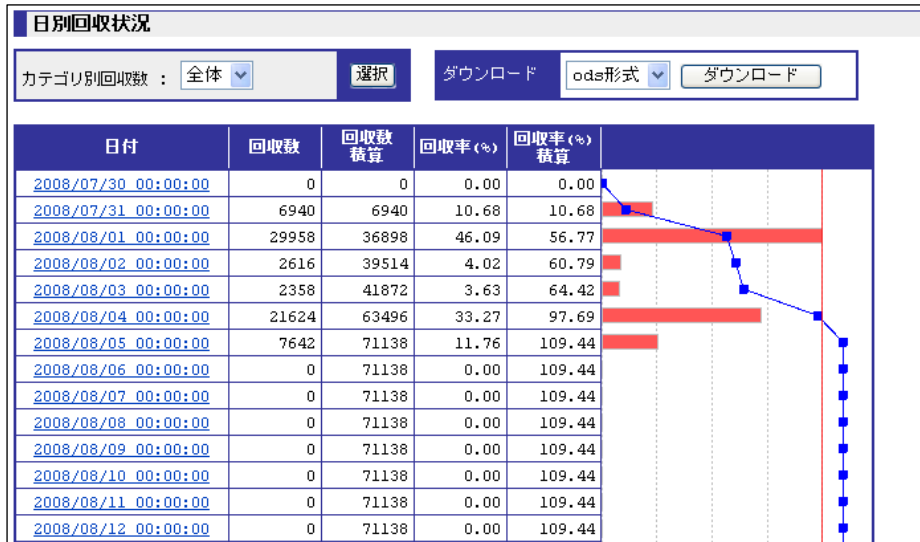 日別回収状況
カテゴリ別回収数 : 全体 選択 ダウンロード ods形式 ダウンロード
日付 回収数 回収数積算 回収率(%) 回収率(%)積算
2008/07/30 00:00:00 0 0 0.00 0.00
2008/07/31 00:00:00 6940 6940 10.68 10.68
2008/08/01 00:00:00 29958 36898 46.09 56.77
2008/08/02 00:00:00 2616 39514 4.02 60.79
2008/08/03 00:00:00 2358 41872 3.63 64.42
2008/08/04 00:00:00 21624 63496 33.27 97.69
2008/08/05 00:00:00 7642 71138 11.76 109.44
2008/08/06 00:00:00 0 71138 0.00 109.44
2008/08/07 00:00:00 0 71138 0.00 109.44
2008/08/08 00:00:00 0 71138 0.00 109.44
2008/08/09 00:00:00 0 71138 0.00 109.44
2008/08/10 00:00:00 0 71138 0.00 109.44
2008/08/11 00:00:00 0 71138 0.00 109.44
2008/08/12 00:00:00 0 71138 0.00 109.44